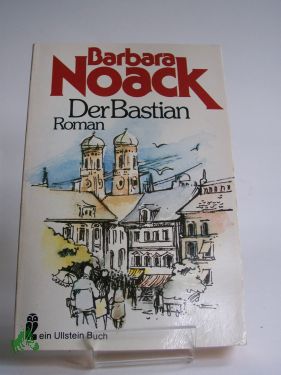 Barbara
Noack
Der Bastian
Roman
ein Ullstein Buch